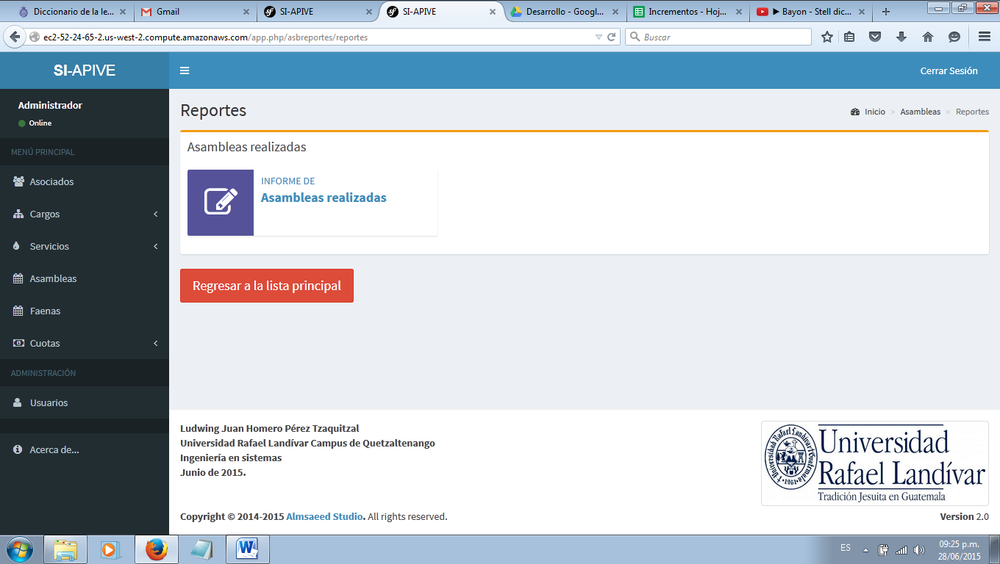 Diccionario de la le...
Gmail
SI-APIVE
SI-APIVE
Desarrollo - Googl...
Incrementos - Hoj...
▶ Bayon - Stell dic...
ec2-52-24-65-2.us-west-2.compute.amazonaws.com/app.php/asbreportes/reportes
Buscar
SI-APIVE
Cerrar Sesión
Administrador
Online
MENÚ PRINCIPAL
Asociados
Cargos
Servicios
Asambleas
Faenas
Cuotas
ADMINISTRACIÓN
Usuarios
Acerca de...
Reportes
Inicio > Asambleas > Reportes
Asambleas realizadas
INFORME DE
Asambleas realizadas
Regresar a la lista principal
Ludwing Juan Homero Pérez Tzaquitzal
Universidad Rafael Landívar Campus de Quetzaltenango
Ingeniería en sistemas
Junio de 2015.
Universidad
Rafael Landívar
Tradición Jesuita en Guatemala
Universidad Rafael Landívar Guatemala
1961
Copyright © 2014-2015 Almsaeed Studio. All rights reserved.
Version 2.0
ES
09:25 p.m.
28/06/2015